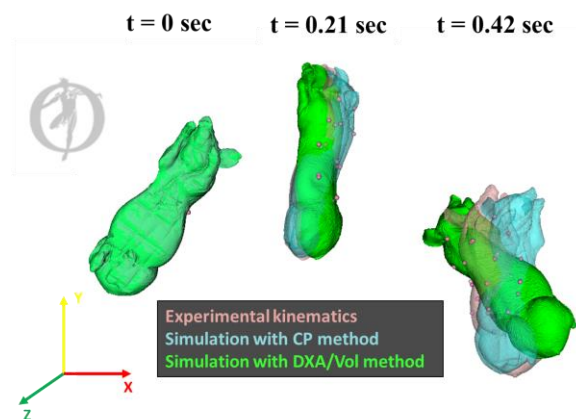 t = 0 sec t = 0.21 sec t = 0.42 sec
Experimental kinematics
Simulation with CP method
Simulation with DXA/Vol method
Y
X
Z